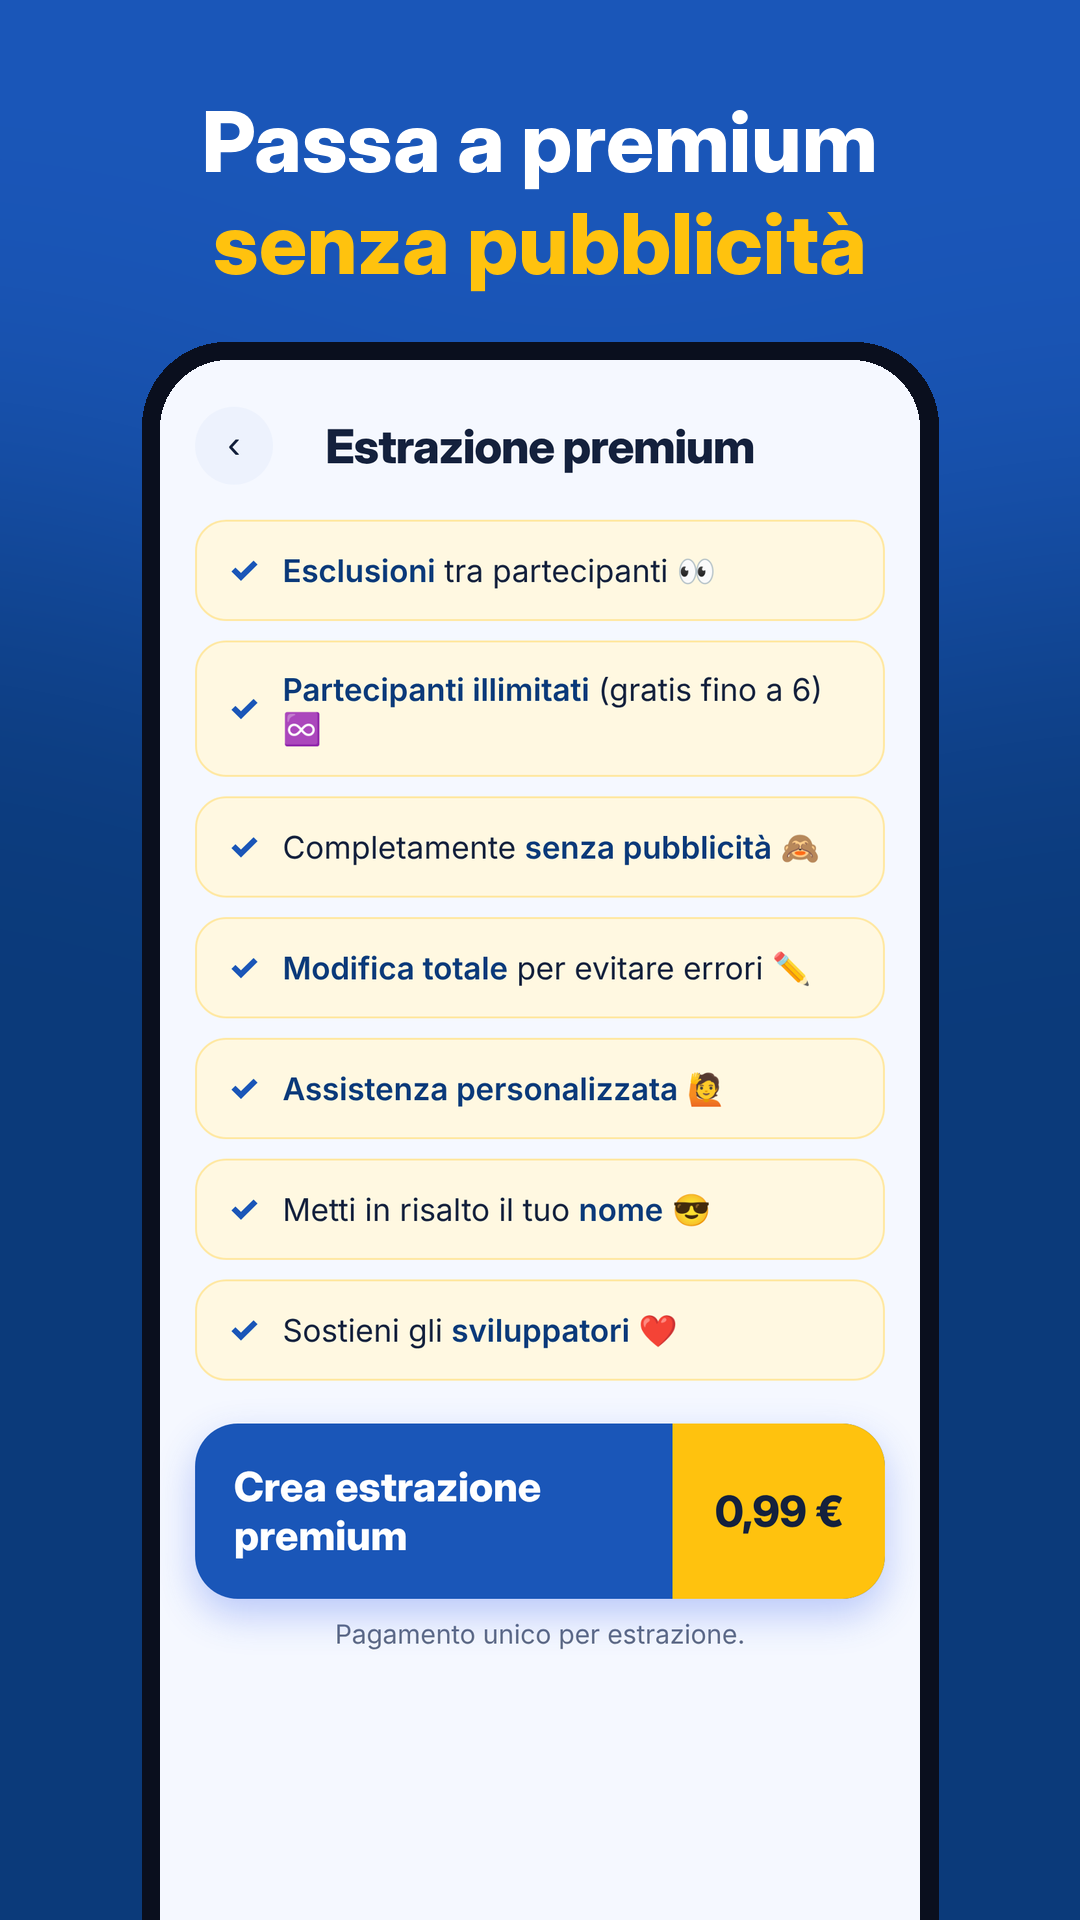 Passa a premium
senza pubblicità
‹
Estrazione premium
Esclusioni tra partecipanti 👀
Partecipanti illimitati (gratis fino a 6)
♾️
Completamente senza pubblicità 🙈
Modifica totale per evitare errori ✏️
Assistenza personalizzata 🙋
Metti in risalto il tuo nome 😎
Sostieni gli sviluppatori ❤️
Crea estrazione
premium
0,99 €
Pagamento unico per estrazione.